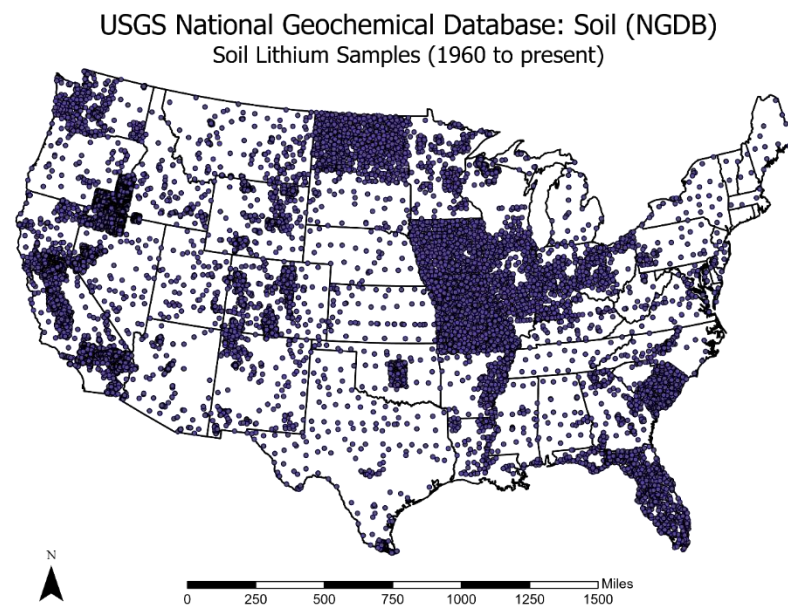 USGS National Geochemical Database: Soil (NGDB)
Soil Lithium Samples (1960 to present)
N
Miles
0 250 500 750 1000 1250 1500